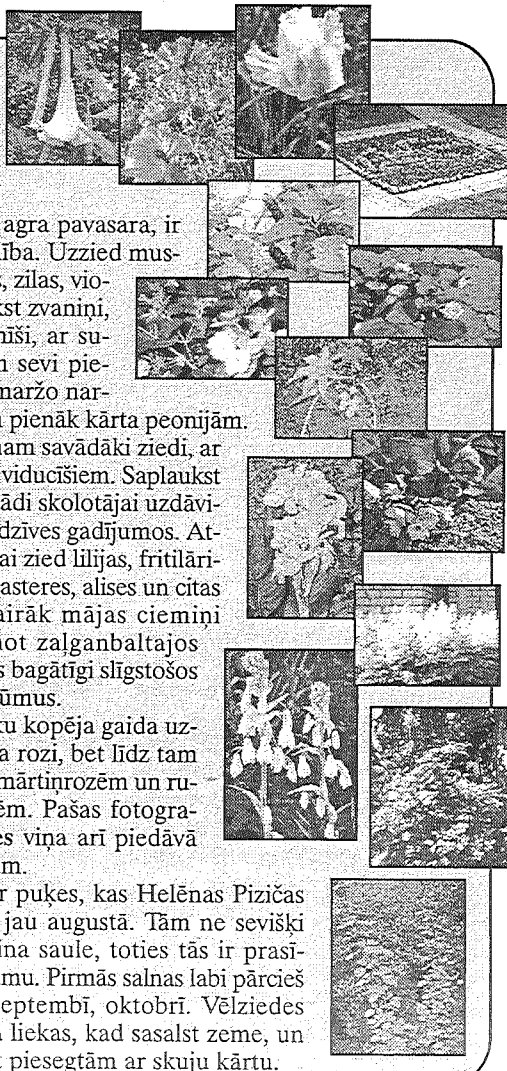 agra pavasara, ir
ība. Uzzied mus-
s, zilas, vio-
kst zvaniņi,
nīši, ar su-
n sevi pie-
maržo nar-
pienāk kārta peonijām.
nam savādāki ziedi, ar
viducīšiem. Saplaukst
ādi skolotājai uzdāvi-
dzīves gadījumos. At-
ai zied lilijas, fritilāri-
asteres, alises un citas
airāk mājas ciemiņi
ot zaļganbaltajos
s bagātīgi slīgstošos
ūmus.
ku kopēja gaida uz-
a rozi, bet līdz tam
mārtiņrozēm un ru-
ēm. Pašas fotogra-
es viņa arī piedāvā
m.
r puķes, kas Helēnas Pizičas
jau augustā. Tām ne sevišķi
ina saule, toties tās ir prasī-
mu. Pirmās salnas labi pārcieš
eptembī, oktobrī. Vēlziedes
liekas, kad sasalst zeme, un
t piesegtām ar skuju kārtu.